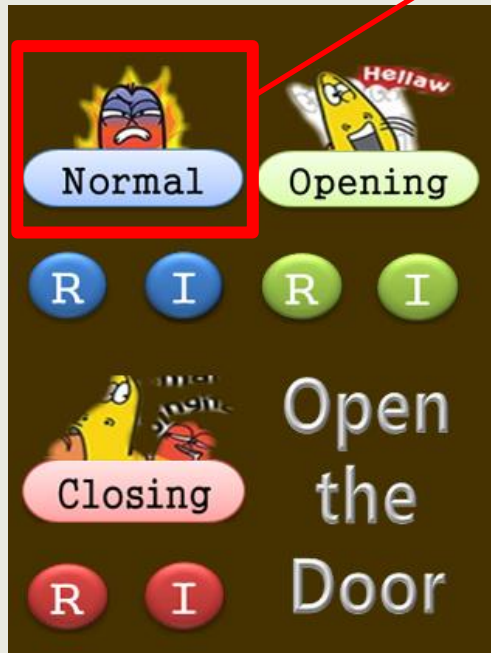 Hellaw
Normal
Opening
R I R I
Closing
R I
Open
the
Door